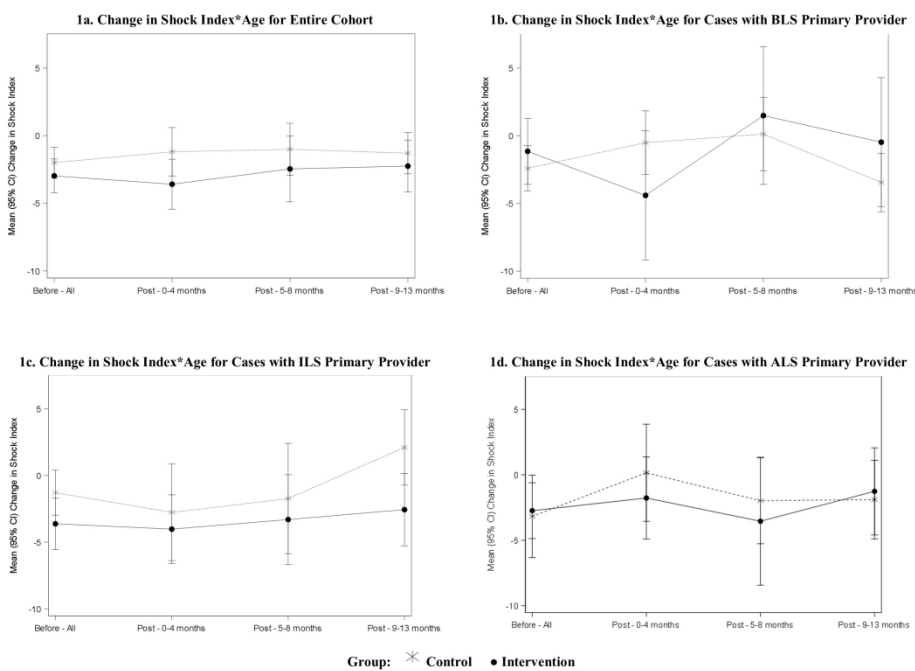 1a. Change in Shock Index*Age for Entire Cohort
Mean (95% CI) Change in Shock Index
5
0
-5
-10
Before - All Post - 0-4 months Post - 5-8 months Post - 9-13 months
1b. Change in Shock Index*Age for Cases with BLS Primary Provider
Mean (95% CI) Change in Shock Index
5
0
-5
-10
Before - All Post - 0-4 months Post - 5-8 months Post - 9-13 months
1c. Change in Shock Index*Age for Cases with ILS Primary Provider
Mean (95% CI) Change in Shock Index
5
0
-5
-10
Before - All Post - 0-4 months Post - 5-8 months Post - 9-13 months
1d. Change in Shock Index*Age for Cases with ALS Primary Provider
Mean (95% CI) Change in Shock Index
5
0
-5
-10
Before - All Post - 0-4 months Post - 5-8 months Post - 9-13 months
Group: Control Intervention